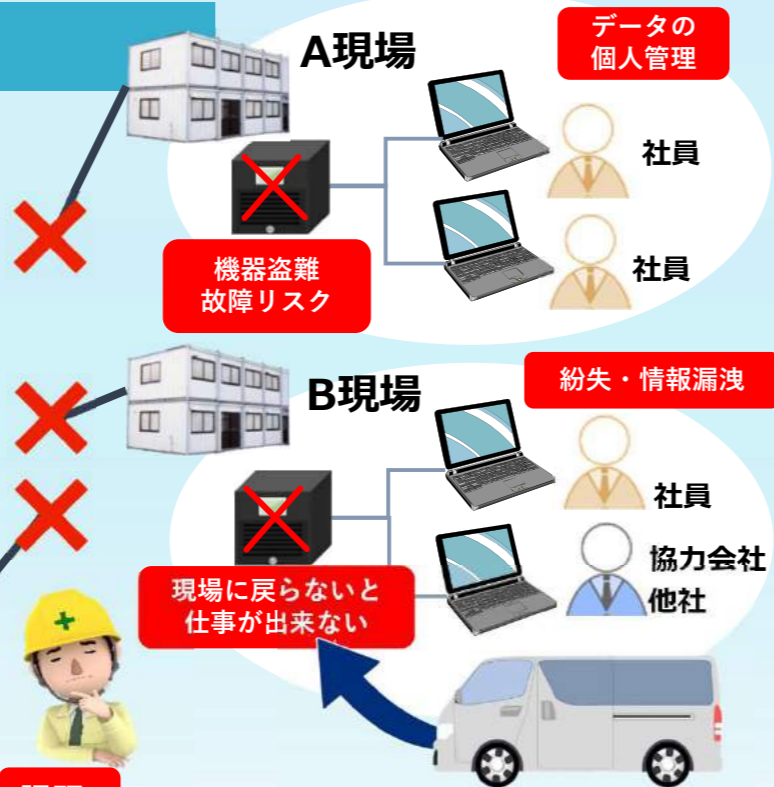 A現場
データの
個人管理
社員
社員
機器盗難
故障リスク
B現場
紛失・情報漏洩
社員
協力会社
他社
現場に戻らないと
仕事が出来ない